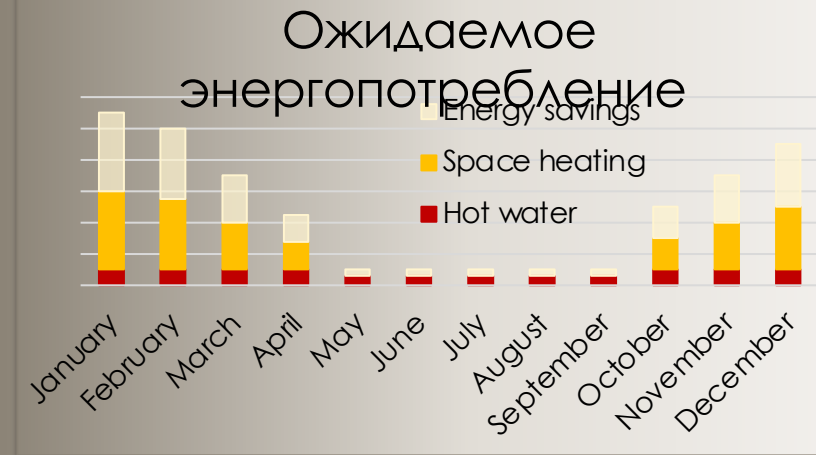 Ожидаемое
энергопотребление
Energy savings
Space heating
Hot water
January
February
March
April
May
June
July
August
September
October
November
December